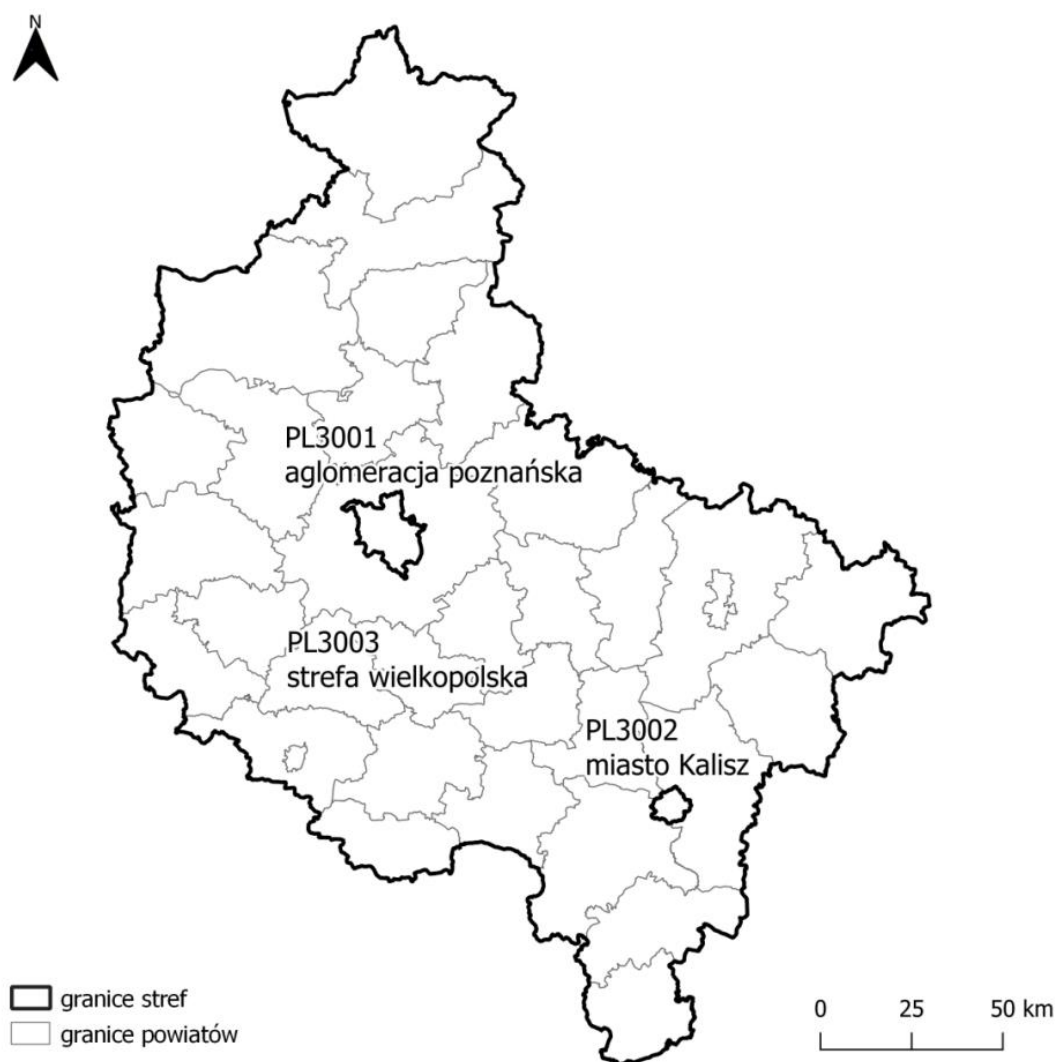 N
PL3001
aglomeracja poznańska
PL3003
strefa wielkopolska
PL3002
miasto Kalisz
granice stref
granice powiatów
0 25 50 km